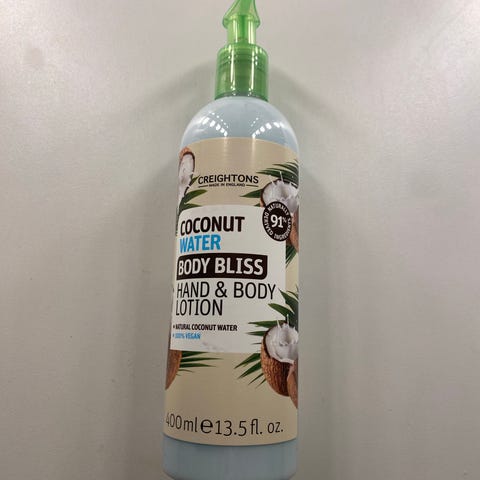 CREIGHTONS
MADE IN ENGLAND
COCONUT
WATER
BODY BLISS
HAND & BODY
LOTION
NATURAL COCONUT WATER
100% VEGAN
91%
400ml e 13.5 fl. oz.